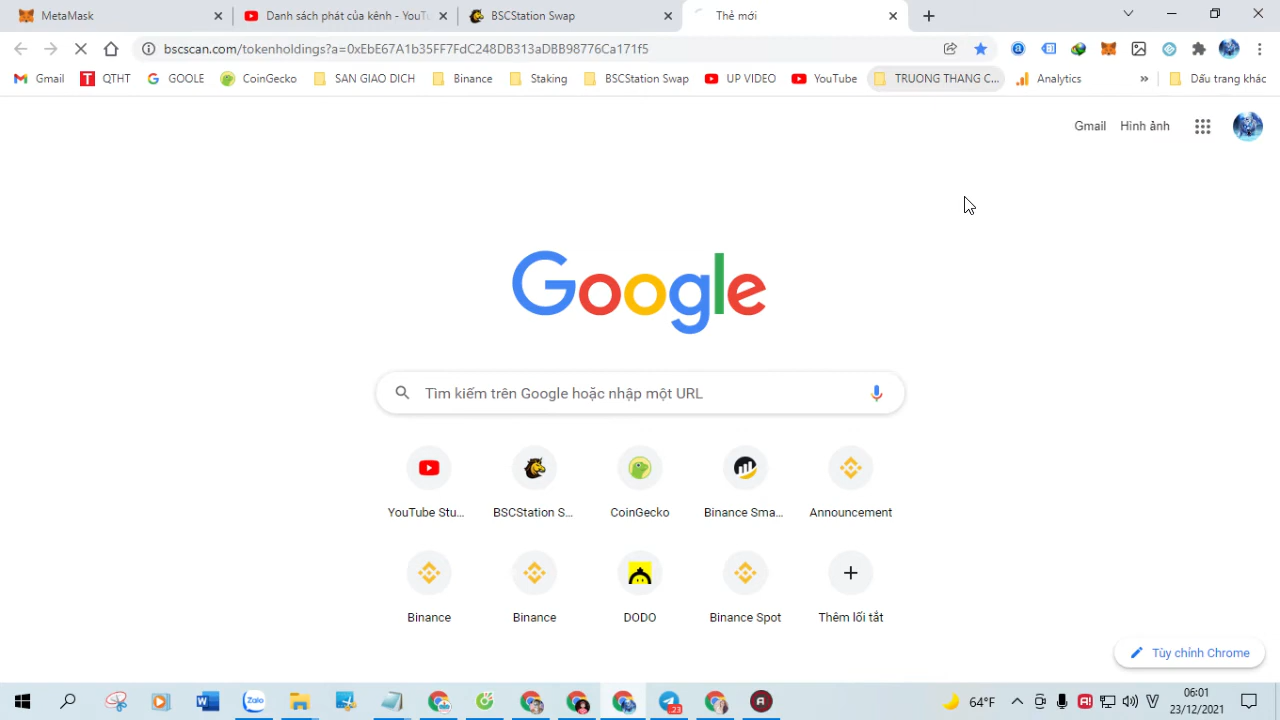 MetaMask
Danh sách phát của kênh - YouT
BSCStation Swap
Thẻ mới
bscscan.com/tokenholdings?a=0xEbE67A1b35FF7FdC248DB313aDBB98776Ca171f5
Gmail
QTHT
GOOLE
CoinGecko
SAN GIAO DICH
Binance
Staking
BSCStation Swap
UP VIDEO
YouTube
TRUONG THANG C...
Analytics
»
Dấu trang khác
Gmail
Hình ảnh
Google
Tìm kiếm trên Google hoặc nhập một URL
YouTube Stu...
BSCStation S...
CoinGecko
Binance Sma...
Announcement
Binance
Binance
DODO
Binance Spot
Thêm lối tắt
Tùy chỉnh Chrome
Zalo
23
64°F
06:01
23/12/2021